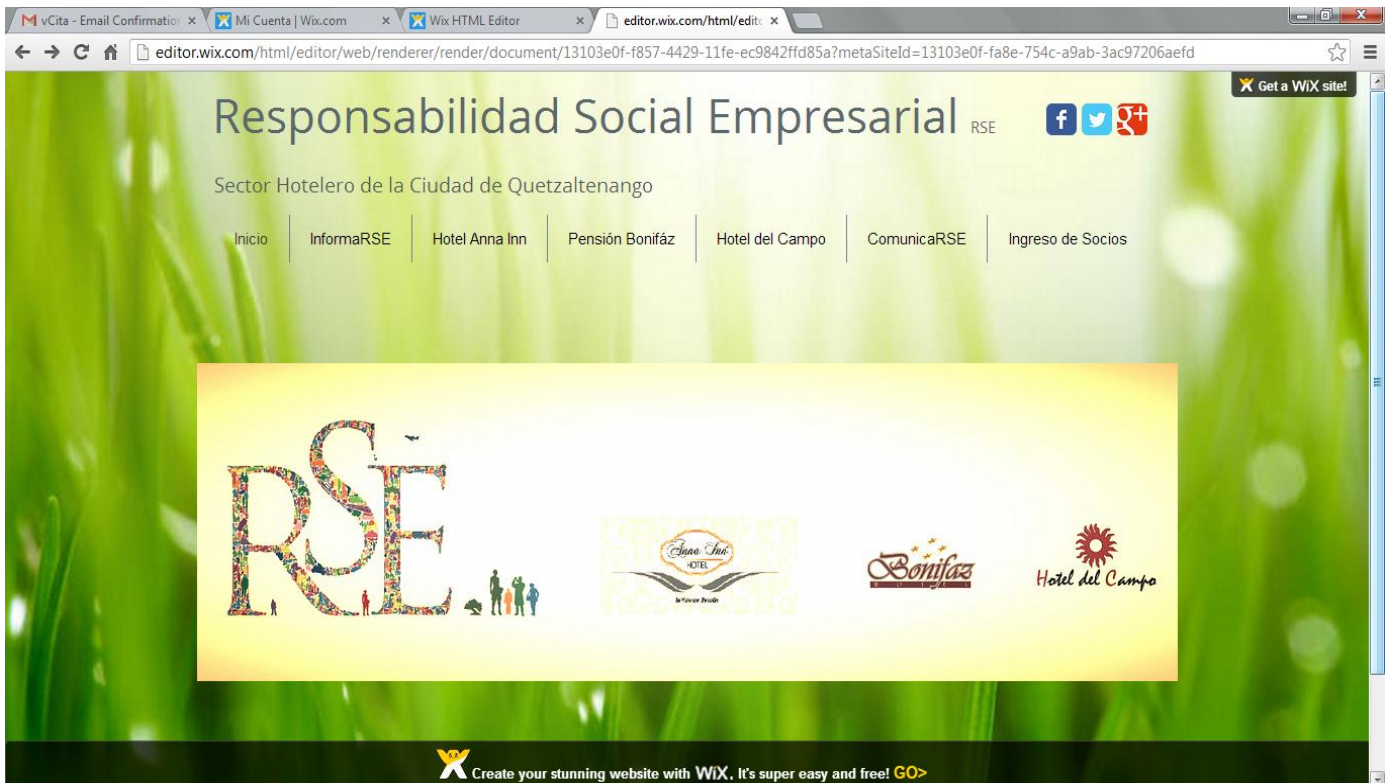 vCita - Email Confirmation
Mi Cuenta | Wix.com
Wix HTML Editor
editor.wix.com/html/edito
editor.wix.com/html/editor/web/renderer/render/document/13103e0f-f857-4429-11fe-ec9842ffd85a?metaSiteId=13103e0f-fa8e-754c-a9ab-3ac97206aefd
Get a WiX site!
Responsabilidad Social Empresarial RSE
Sector Hotelero de la Ciudad de Quetzaltenango
Inicio
InformaRSE
Hotel Anna Inn
Pensión Bonifáz
Hotel del Campo
ComunicaRSE
Ingreso de Socios
RSE
Anna Inn
HOTEL
Bonifaz
HOTEL
Hotel del Campo
Create your stunning website with WiX. It's super easy and free! GO>